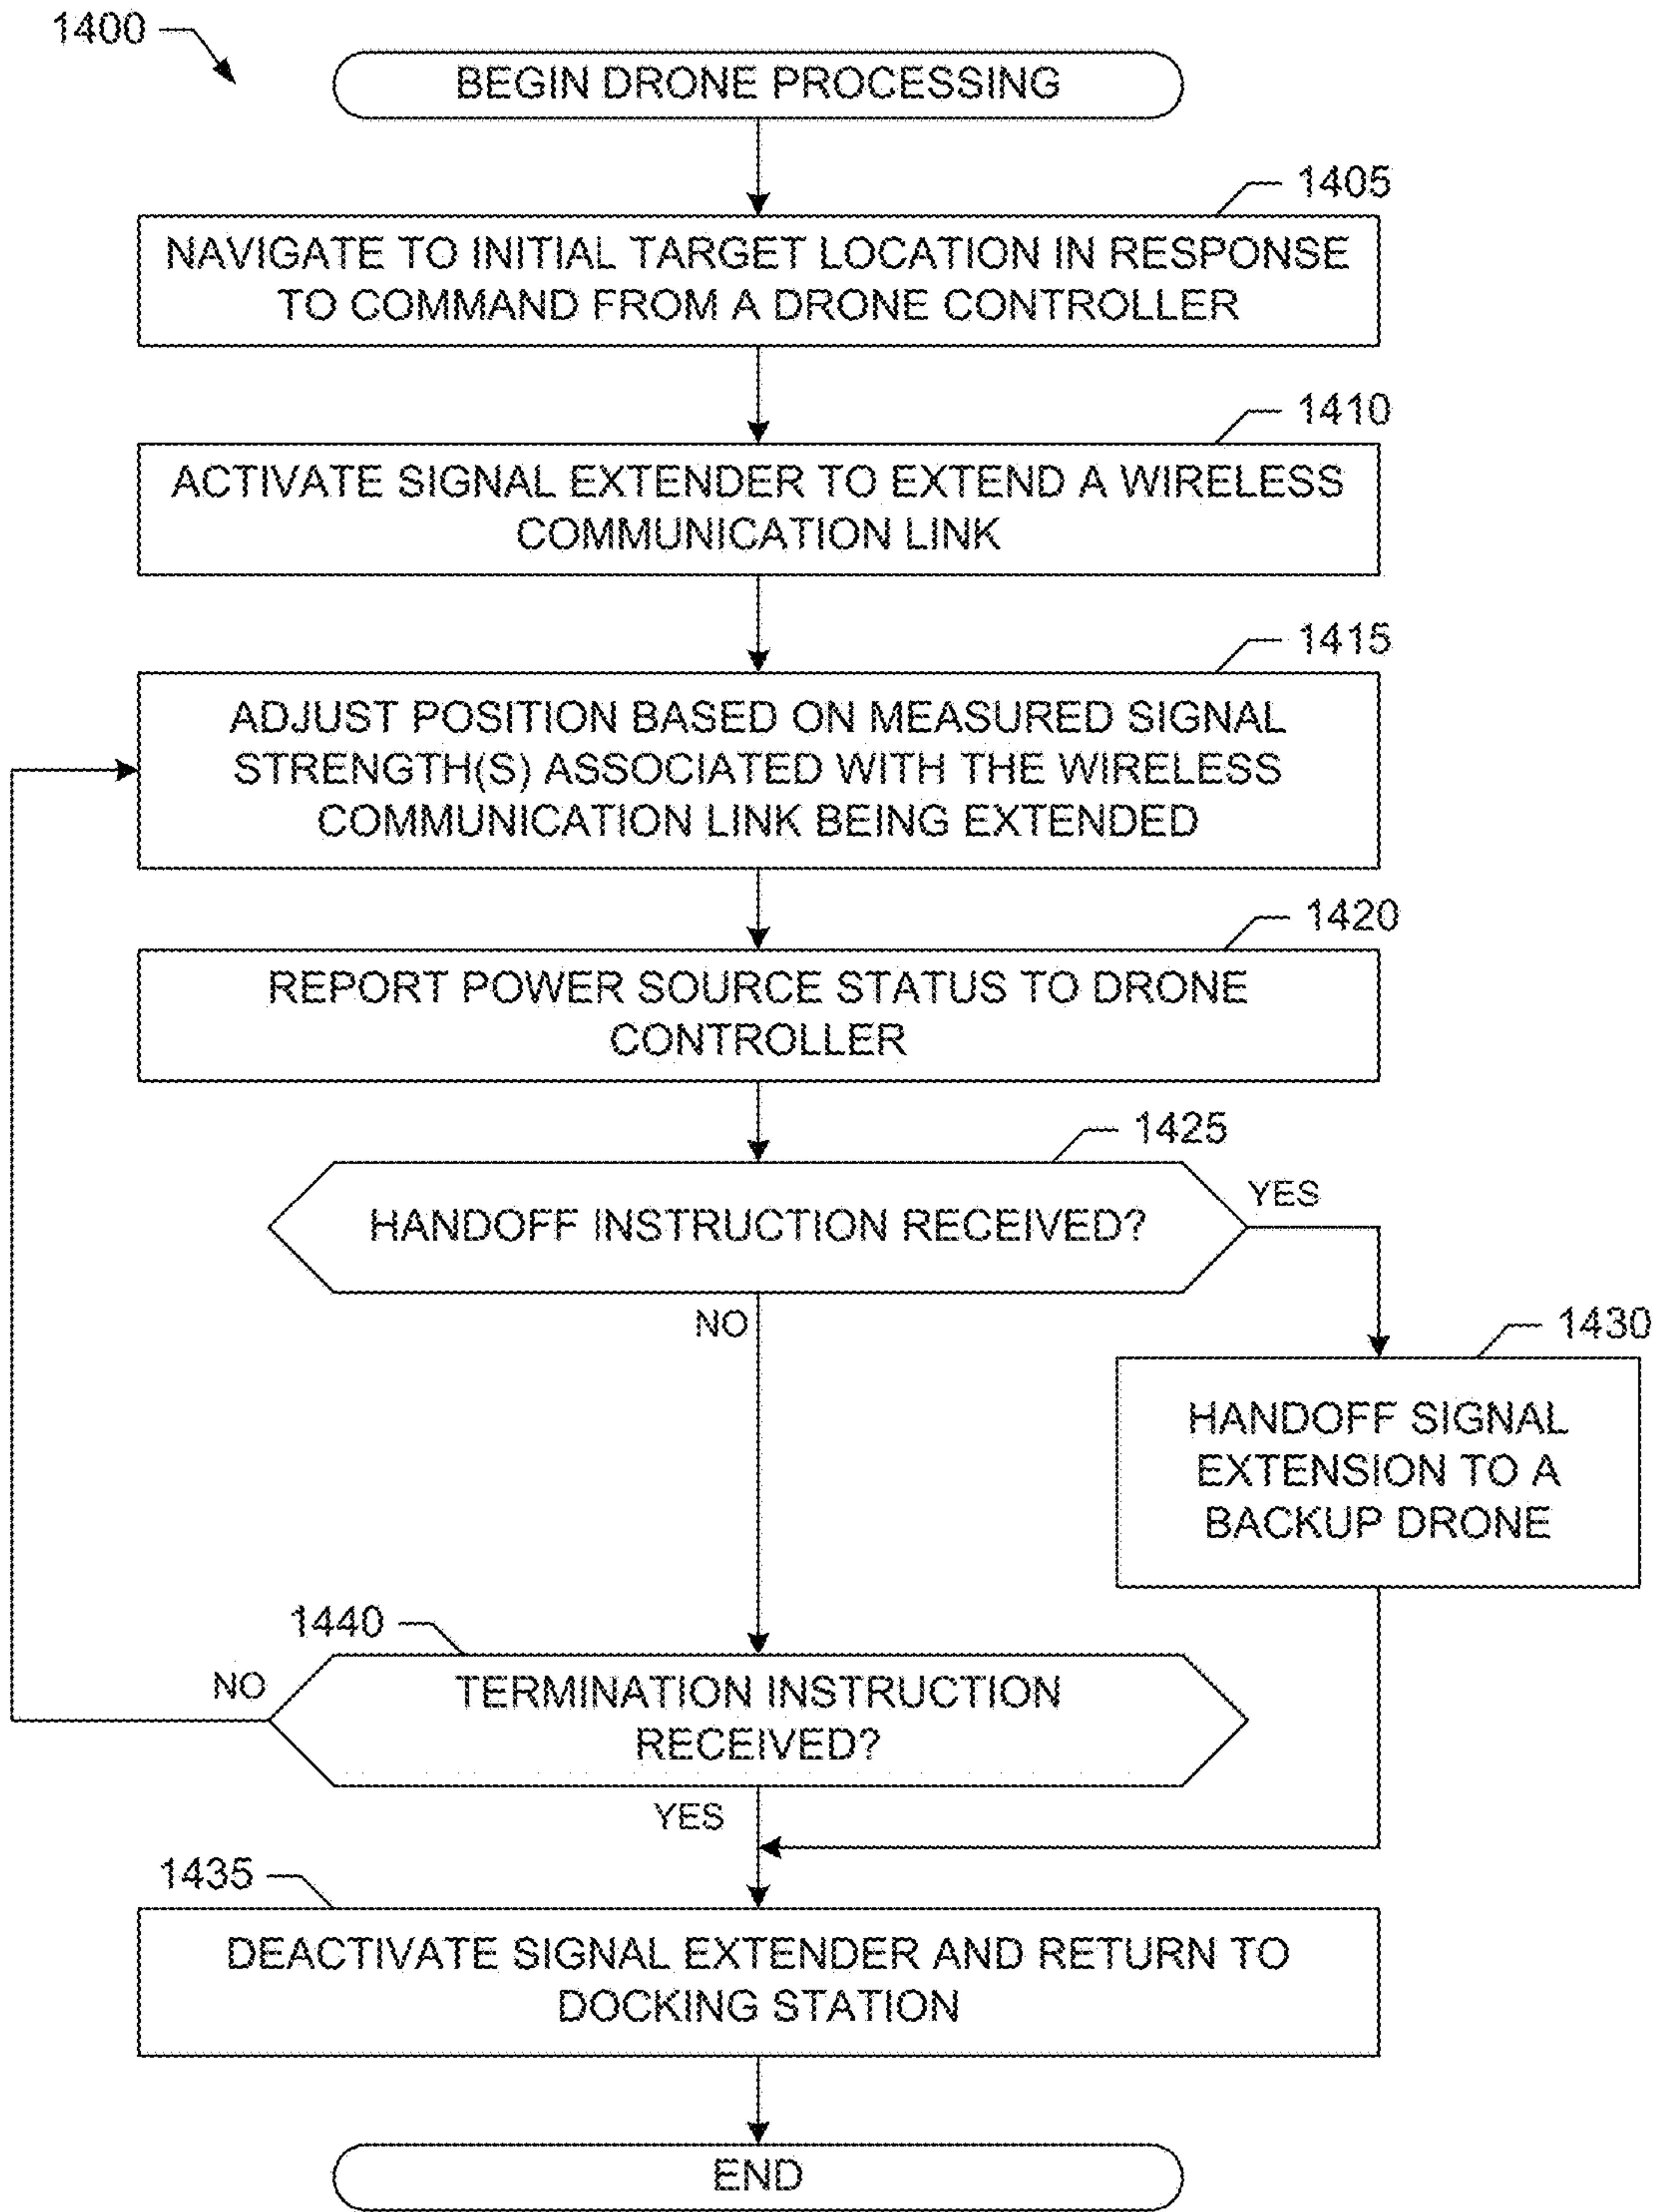 1400
BEGIN DRONE PROCESSING
1405
NAVIGATE TO INITIAL TARGET LOCATION IN RESPONSE
TO COMMAND FROM A DRONE CONTROLLER
1410
ACTIVATE SIGNAL EXTENDER TO EXTEND A WIRELESS
COMMUNICATION LINK
1415
ADJUST POSITION BASED ON MEASURED SIGNAL
STRENGTH(S) ASSOCIATED WITH THE WIRELESS
COMMUNICATION LINK BEING EXTENDED
1420
REPORT POWER SOURCE STATUS TO DRONE
CONTROLLER
1425
HANDOFF INSTRUCTION RECEIVED?
YES
NO
1430
HANDOFF SIGNAL
EXTENSION TO A
BACKUP DRONE
1440
NO
TERMINATION INSTRUCTION
RECEIVED?
YES
1435
DEACTIVATE SIGNAL EXTENDER AND RETURN TO
DOCKING STATION
END